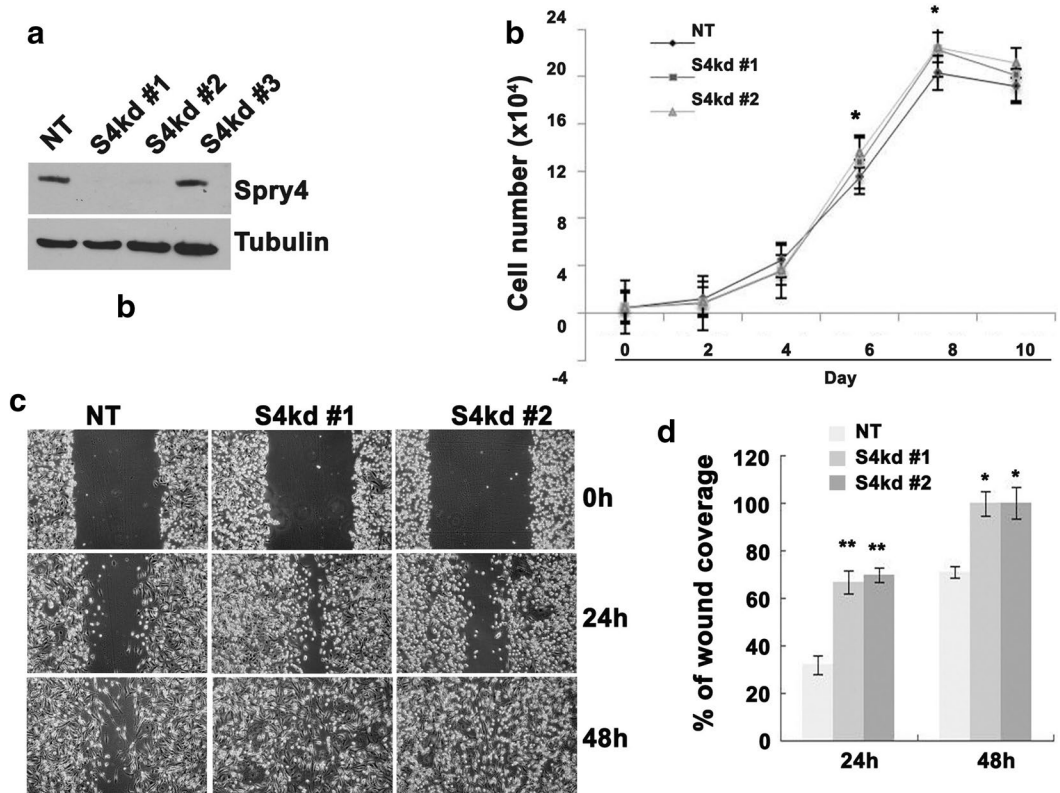 a
NT
S4kd #1
S4kd #2
S4kd #3
Spry4
Tubulin
b
b
NT
S4kd #1
S4kd #2
Cell number (x10⁴)
24
20
16
12
8
4
0
-4
*
*
0 2 4 6 8 10
Day
c
NT S4kd #1 S4kd #2
0h
24h
48h
d
NT
S4kd #1
S4kd #2
% of wound coverage
120
100
80
60
40
20
0
** **
* *
24h 48h